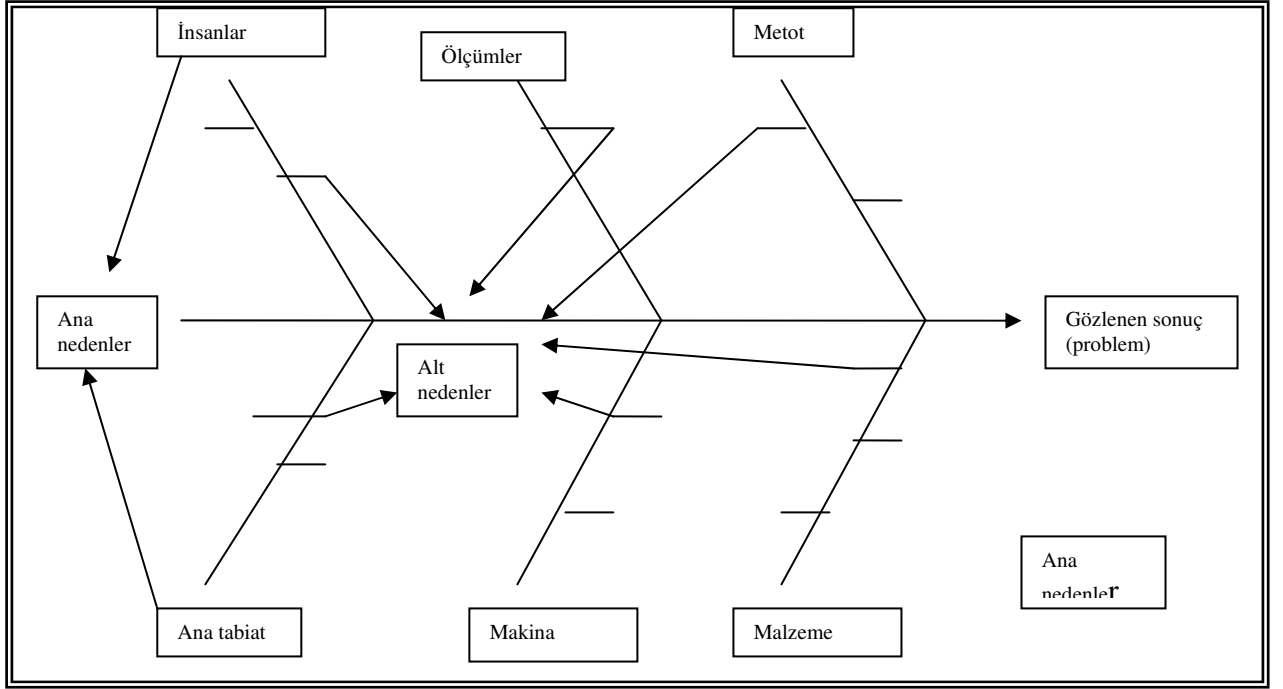 İnsanlar
Ölçümler
Metot
Ana
nedenler
Alt
nedenler
Gözlenen sonuç
(problem)
Ana
nedenler
Ana tabiat
Makina
Malzeme